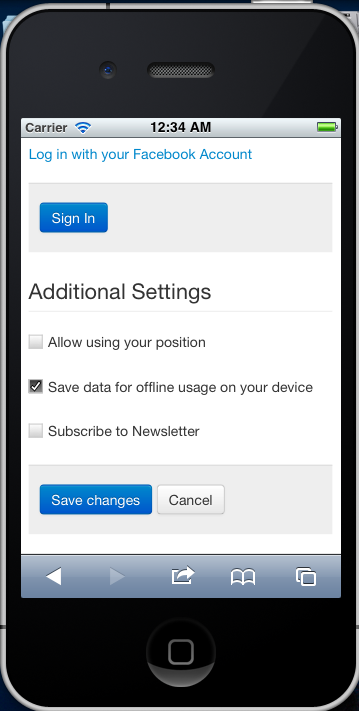 Carrier 12:34 AM
Log in with your Facebook Account
Sign In
Additional Settings
Allow using your position
Save data for offline usage on your device
Subscribe to Newsletter
Save changes Cancel